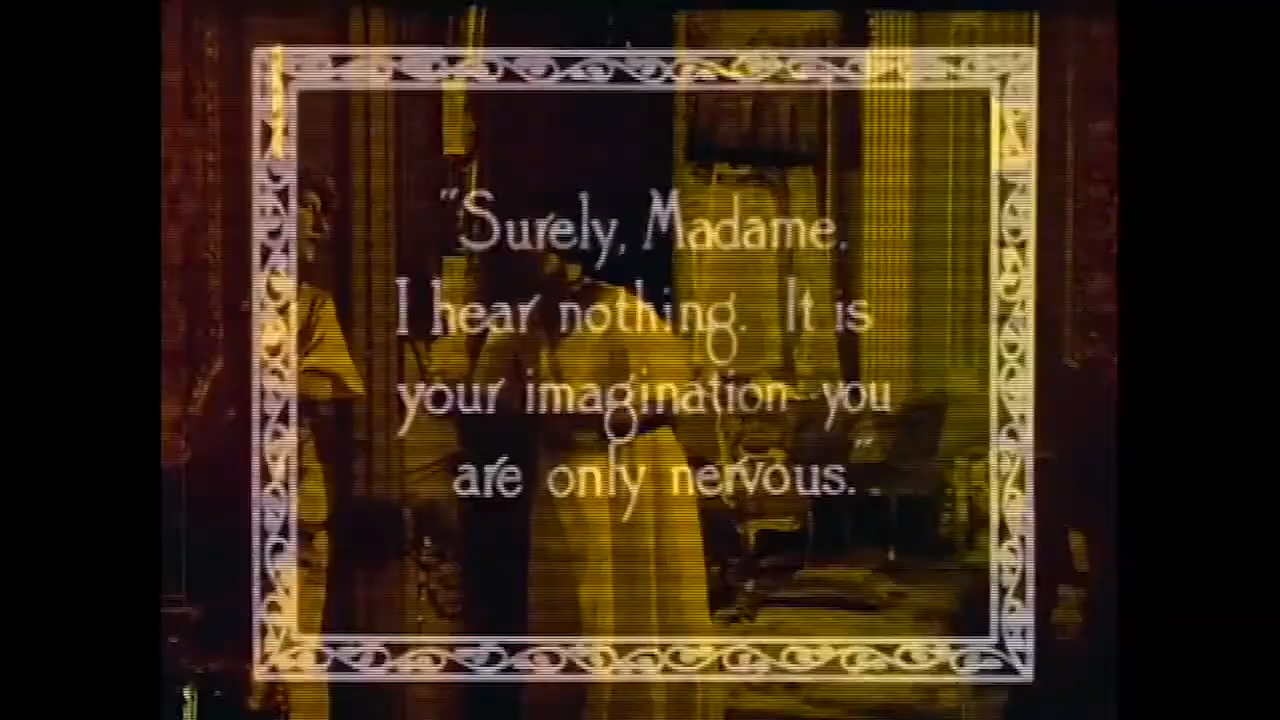 "Surely, Madame.
I hear nothing. It is
your imagination - you
are only nervous."